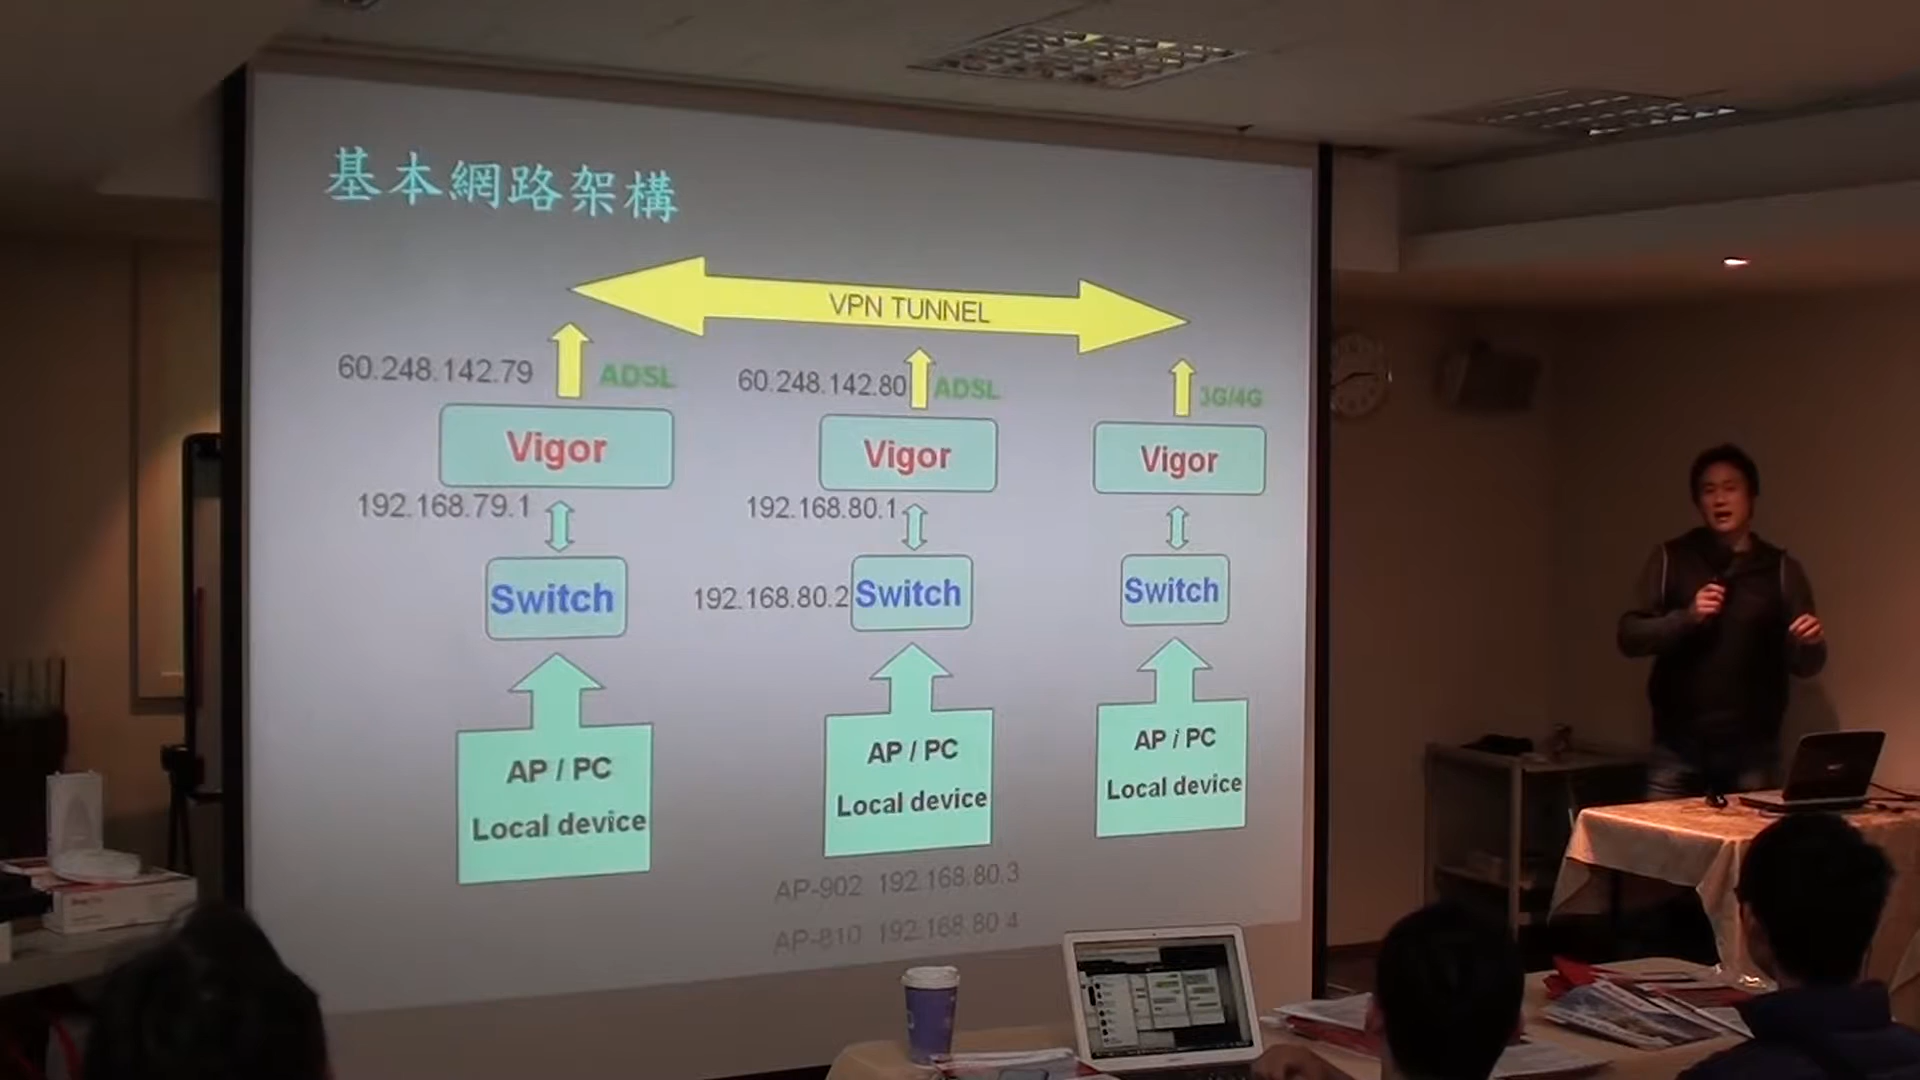 基本網路架構
VPN TUNNEL
60.248.142.79
ADSL
60.248.142.80
ADSL
3G/4G
Vigor
Vigor
Vigor
192.168.79.1
192.168.80.1
Switch
192.168.80.2
Switch
Switch
AP / PC
Local device
AP / PC
Local device
AP / PC
Local device
AP-902 192.168.80.3
AP-810 192.168.80.4